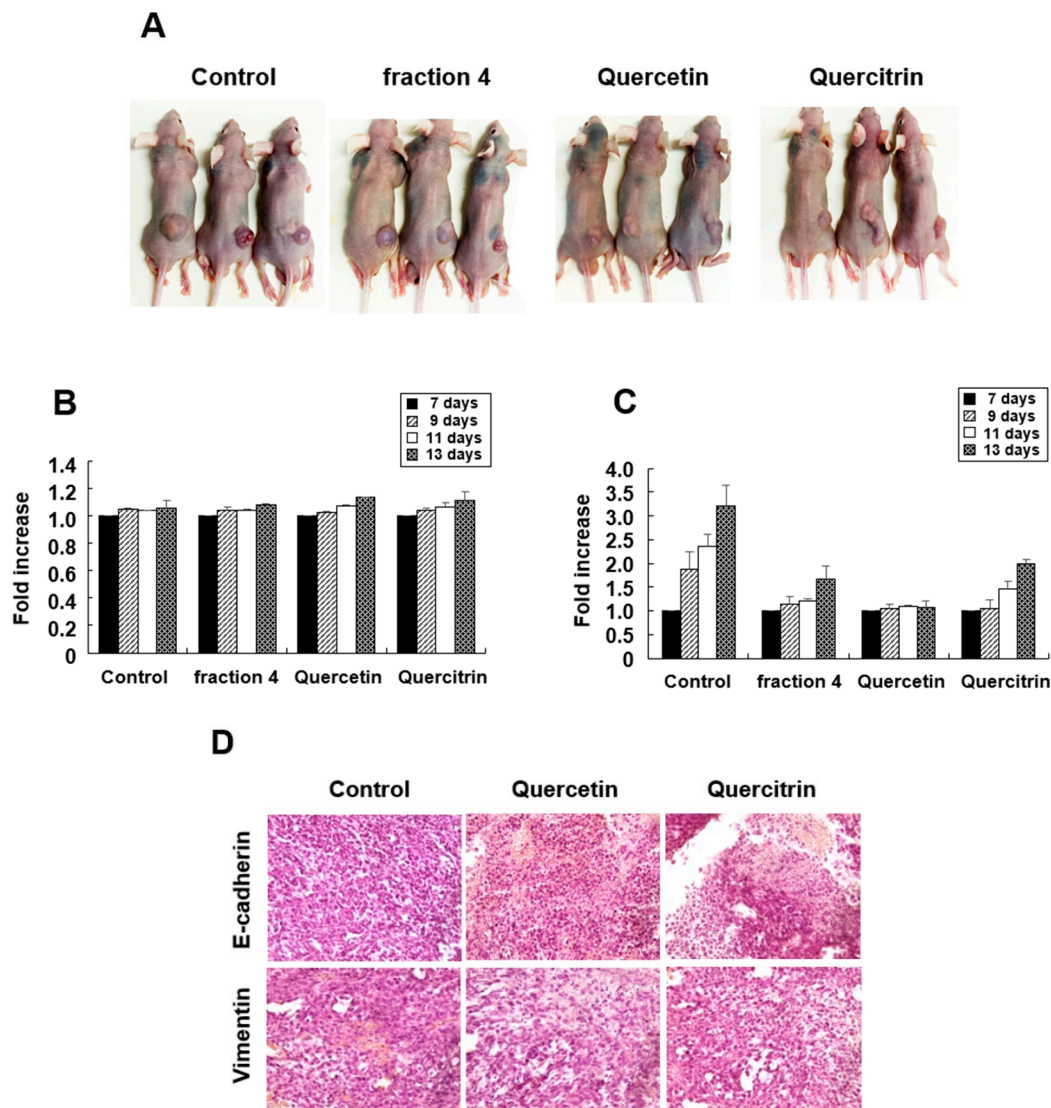 A
Control fraction 4 Quercetin Quercitrin
B
7 days
9 days
11 days
13 days
Fold increase
1.4
1.2
1.0
0.8
0.6
0.4
0.2
0
Control fraction 4 Quercetin Quercitrin
C
7 days
9 days
11 days
13 days
Fold increase
4.0
3.5
3.0
2.5
2.0
1.5
1.0
0.5
0
Control fraction 4 Quercetin Quercitrin
D
Control Quercetin Quercitrin
E-cadherin
Vimentin